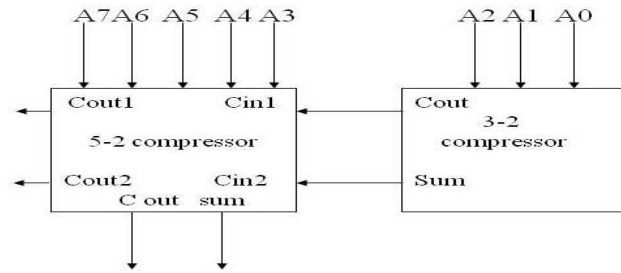 A7A6 A5 A4 A3 A2 A1 A0
Cout1 Cin1 Cout
3-2
5-2 compressor compressor
Cout2 Cin2 Sum
C out sum